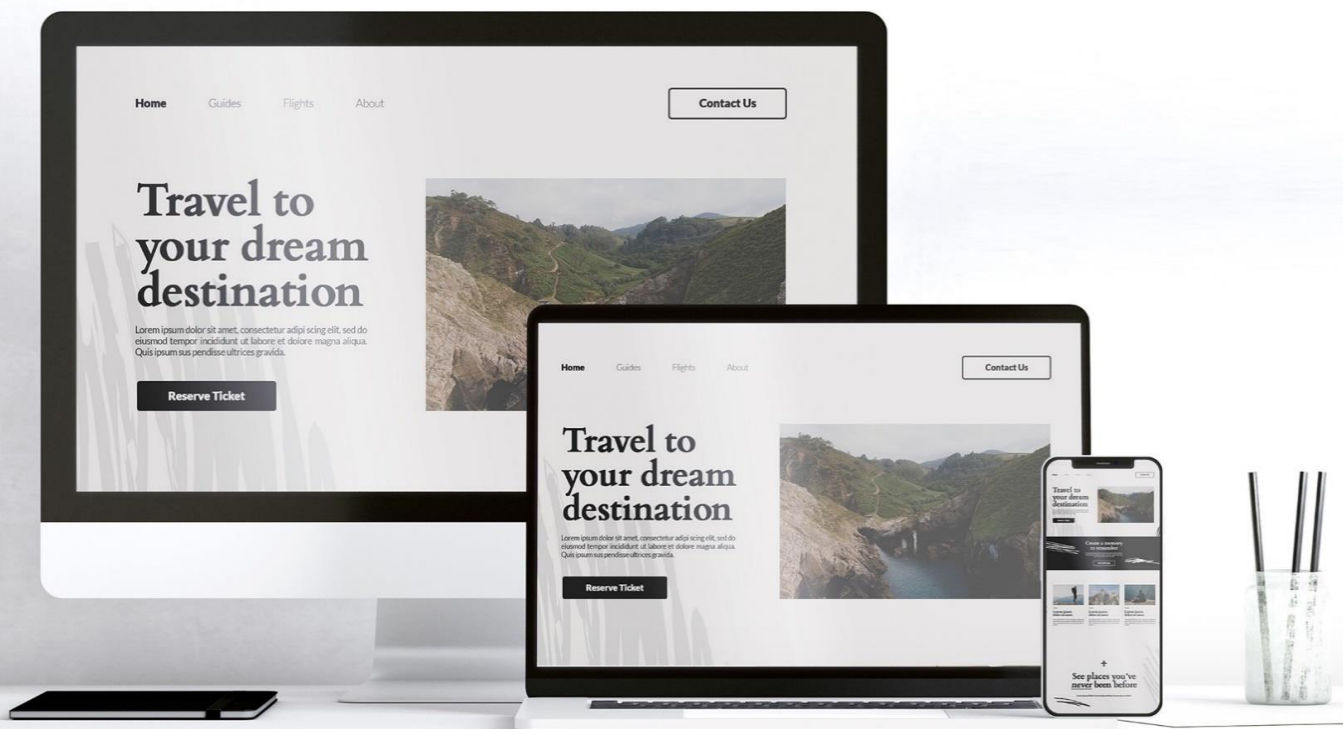 Home Guides Flights About Contact Us
Travel to
your dream
destination
Lorem ipsum dolor sit amet, consectetur adipi scing elit, sed do
eiusmod tempor incididunt ut labore et dolore magna aliqua.
Quis ipsum sus pendisse ultrices gravida.
Reserve Ticket
Home Guides Flights About Contact Us
Travel to
your dream
destination
Lorem ipsum dolor sit amet, consectetur adipi scing elit, sed do
eiusmod tempor incididunt ut labore et dolore magna aliqua.
Quis ipsum sus pendisse ultrices gravida.
Reserve Ticket
Travel to
your dream
destination
Create a memory
to remember
See places you've
never been before